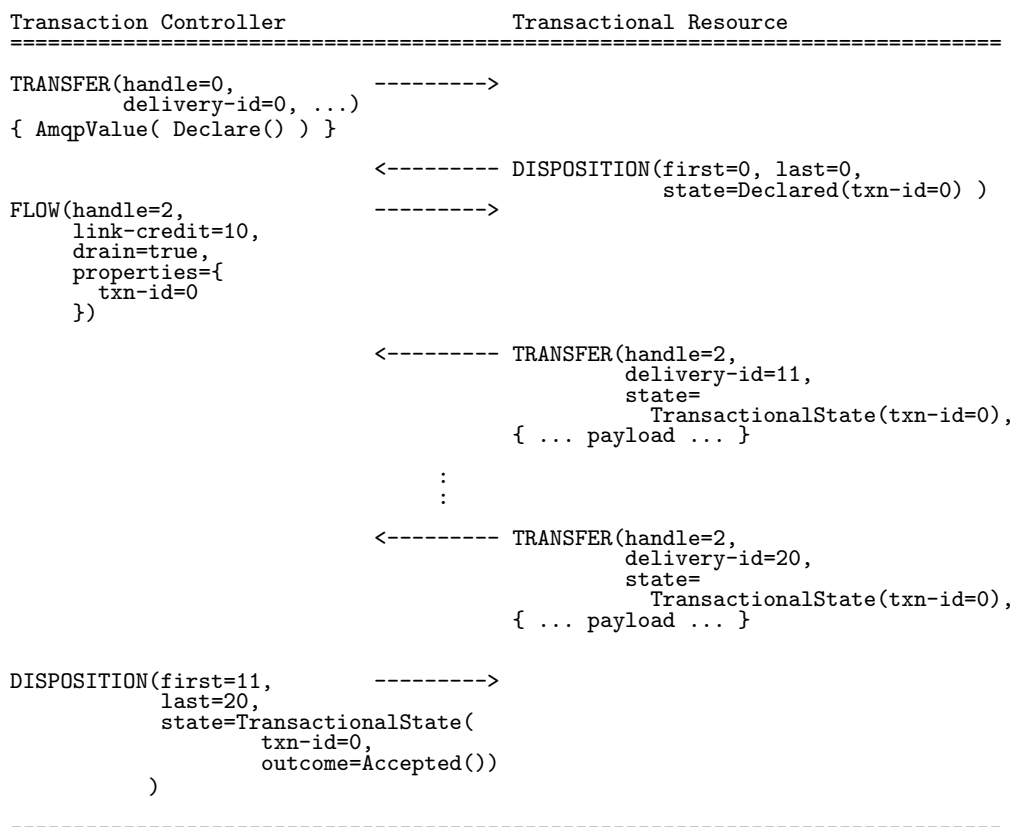 Transaction Controller                  Transactional Resource
===============================================================================
TRANSFER(handle=0,           --------->
         delivery-id=0, ...)
{ AmqpValue( Declare() ) }
                             <--------- DISPOSITION(first=0, last=0,
                                                    state=Declared(txn-id=0) )
FLOW(handle=2,               --------->
     link-credit=10,
     drain=true,
     properties={
       txn-id=0
     })
                             <--------- TRANSFER(handle=2,
                                                 delivery-id=11,
                                                 state=
                                                   TransactionalState(txn-id=0),
                                        { ... payload ... }
                                  :
                                  :
                             <--------- TRANSFER(handle=2,
                                                 delivery-id=20,
                                                 state=
                                                   TransactionalState(txn-id=0),
                                        { ... payload ... }
DISPOSITION(first=11,        --------->
            last=20,
            state=TransactionalState(
                    txn-id=0,
                    outcome=Accepted())
           )
-------------------------------------------------------------------------------